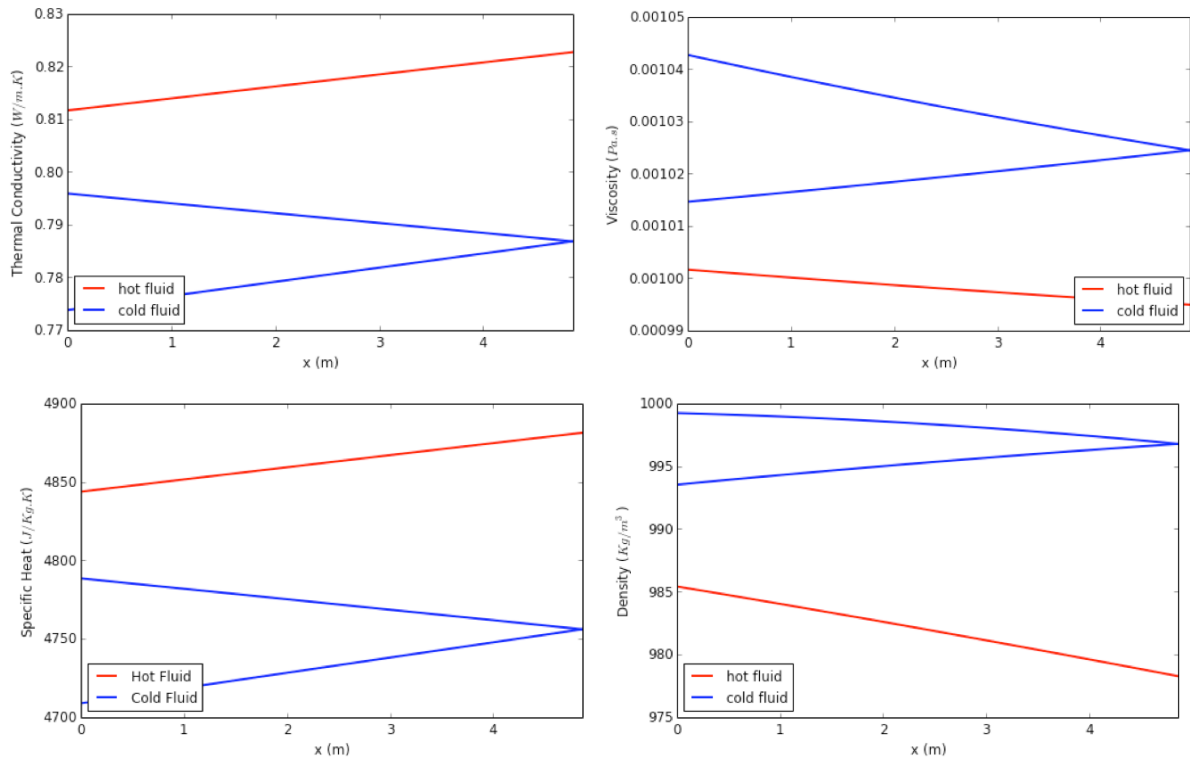 0.83
0.82
0.81
0.80
0.79
0.78
0.77
Thermal Conductivity (W/m.K)
hot fluid
cold fluid
0 1 2 3 4
x (m)
0.00105
0.00104
0.00103
0.00102
0.00101
0.00100
0.00099
Viscosity (Pa.s)
hot fluid
cold fluid
0 1 2 3 4
x (m)
4900
4850
4800
4750
4700
Specific Heat (J/Kg.K)
Hot Fluid
Cold Fluid
0 1 2 3 4
x (m)
1000
995
990
985
980
975
Density (Kg/m³)
hot fluid
cold fluid
0 1 2 3 4
x (m)